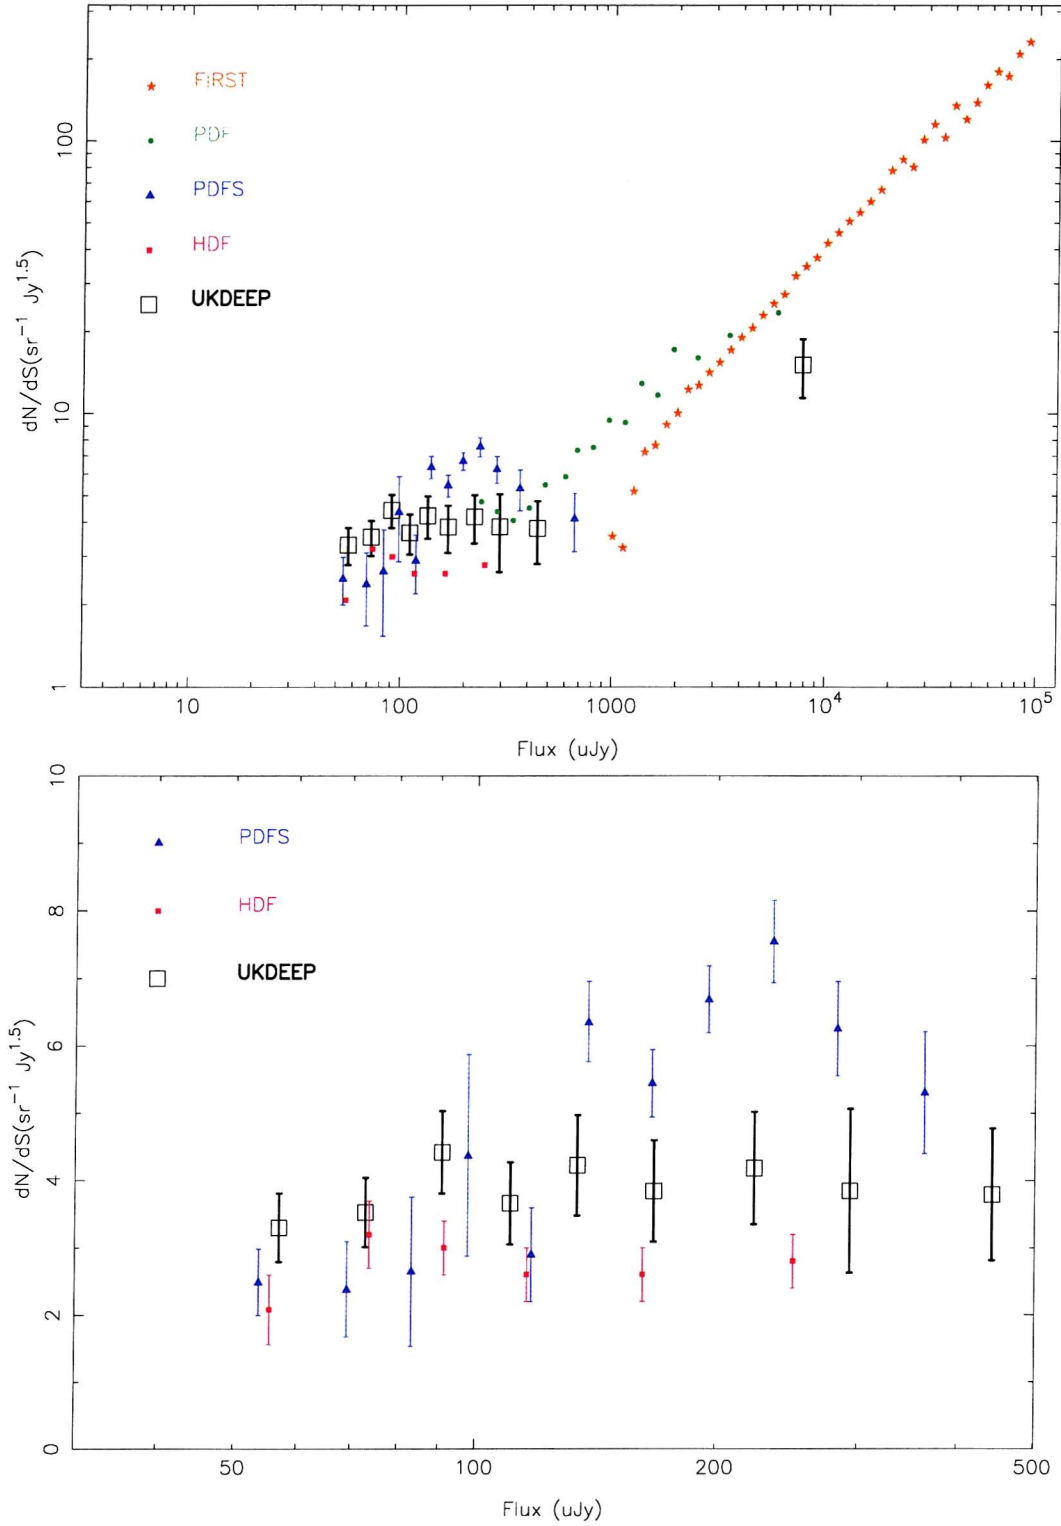 FIRST
PDF
PDFS
HDF
UKDEEP
dN/dS(sr⁻¹ Jy¹·⁵)
100
10
1
10 100 1000 10⁴ 10⁵
Flux (uJy)
PDFS
HDF
UKDEEP
dN/dS(sr⁻¹ Jy¹·⁵)
10
8
6
4
2
0
50 100 200 500
Flux (uJy)